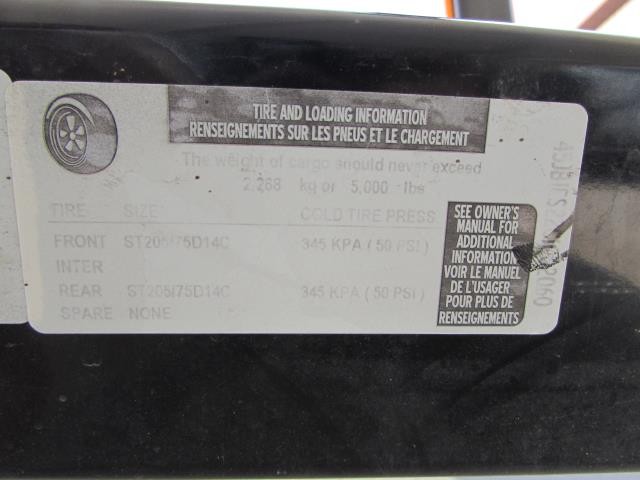 TIRE AND LOADING INFORMATION
RENSEIGNEMENTS SUR LES PNEUS ET LE CHARGEMENT
The weight of cargo should never exceed
2,268 kg or 5,000 lbs
TIRE SIZE COLD TIRE PRESS
FRONT ST205/75D14C 345 KPA ( 50 PSI )
INTER
REAR ST205/75D14C 345 KPA ( 50 PSI )
SPARE NONE
SEE OWNER'S
MANUAL FOR
ADDITIONAL
INFORMATION
VOIR LE MANUEL
DE L'USAGER
POUR PLUS DE
RENSEIGNEMENTS